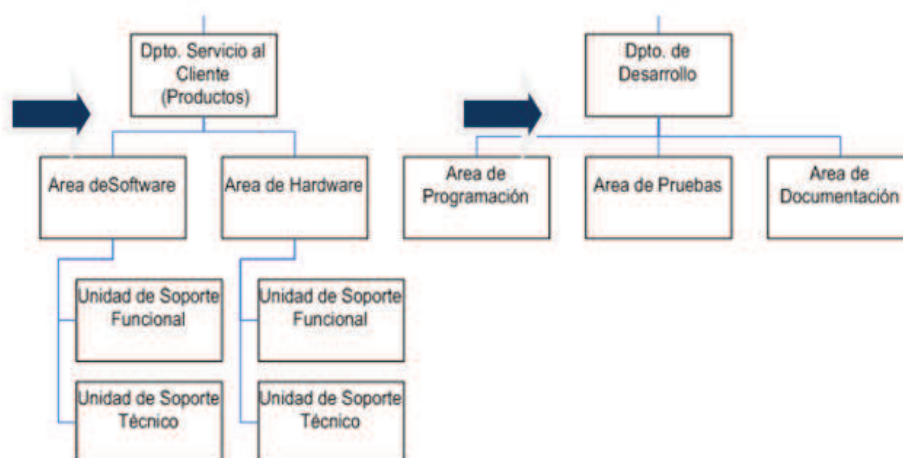 Dpto. Servicio al
Cliente
(Productos)
Dpto. de
Desarrollo
Area deSoftware
Area de Hardware
Area de
Programación
Area de Pruebas
Area de
Documentación
Unidad de Soporte
Funcional
Unidad de Soporte
Funcional
Unidad de Soporte
Técnico
Unidad de Soporte
Técnico